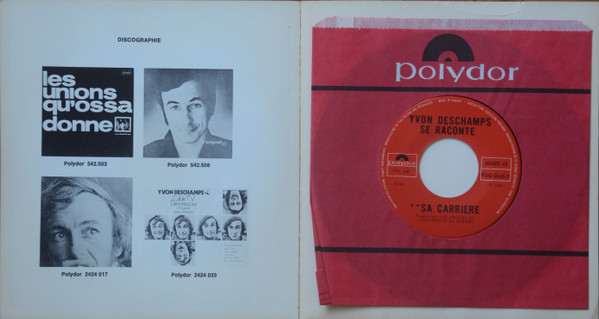 DISCOGRAPHIE
les
unions
qu'ossa
donne
Polydor 542.503
Polydor 542.508
YVON DESCHAMPS
Polydor 2424 017
Polydor 2424 033
polydor
YVON DESCHAMPS
SE RACONTE
Polydor
**SA CARRIERE